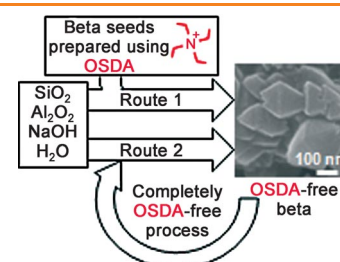 Beta seeds
prepared using
OSDA
N+
SiO2
Al2O2
NaOH
H2O
Route 1
Route 2
100 nm
Completely
OSDA-free
process
OSDA-free
beta